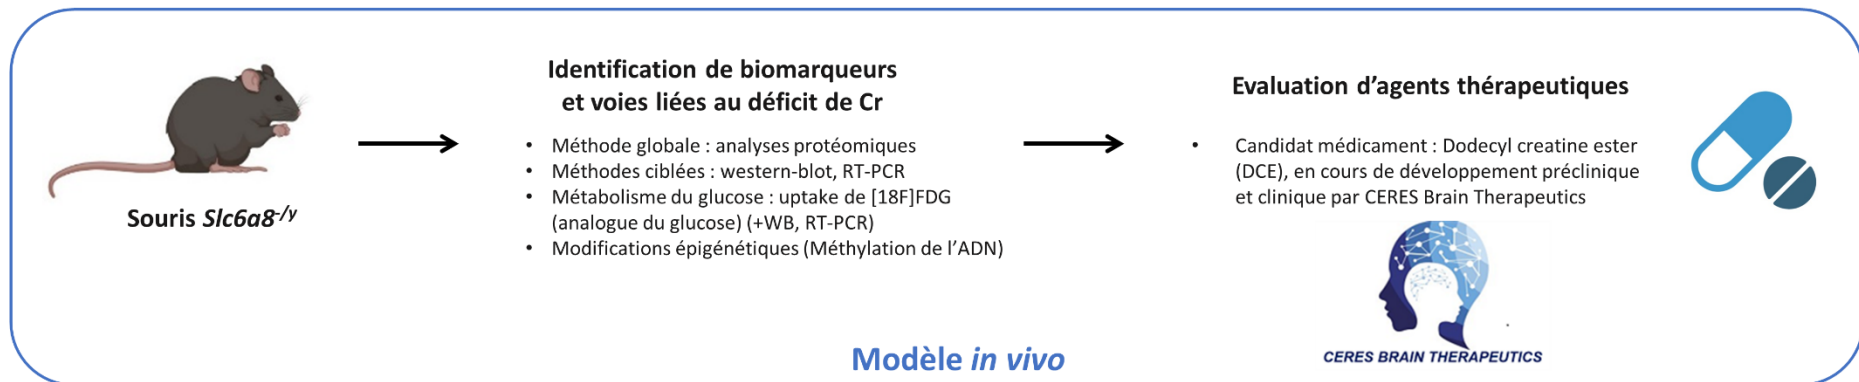 Souris Slc6a8-/y
Identification de biomarqueurs
et voies liées au déficit de Cr
• Méthode globale : analyses protéomiques
• Méthodes ciblées : western-blot, RT-PCR
• Métabolisme du glucose : uptake de [18F]FDG
(analogue du glucose) (+WB, RT-PCR)
• Modifications épigénétiques (Méthylation de l’ADN)
Evaluation d’agents thérapeutiques
• Candidat médicament : Dodecyl creatine ester
(DCE), en cours de développement préclinique
et clinique par CERES Brain Therapeutics
CERES BRAIN THERAPEUTICS
Modèle in vivo